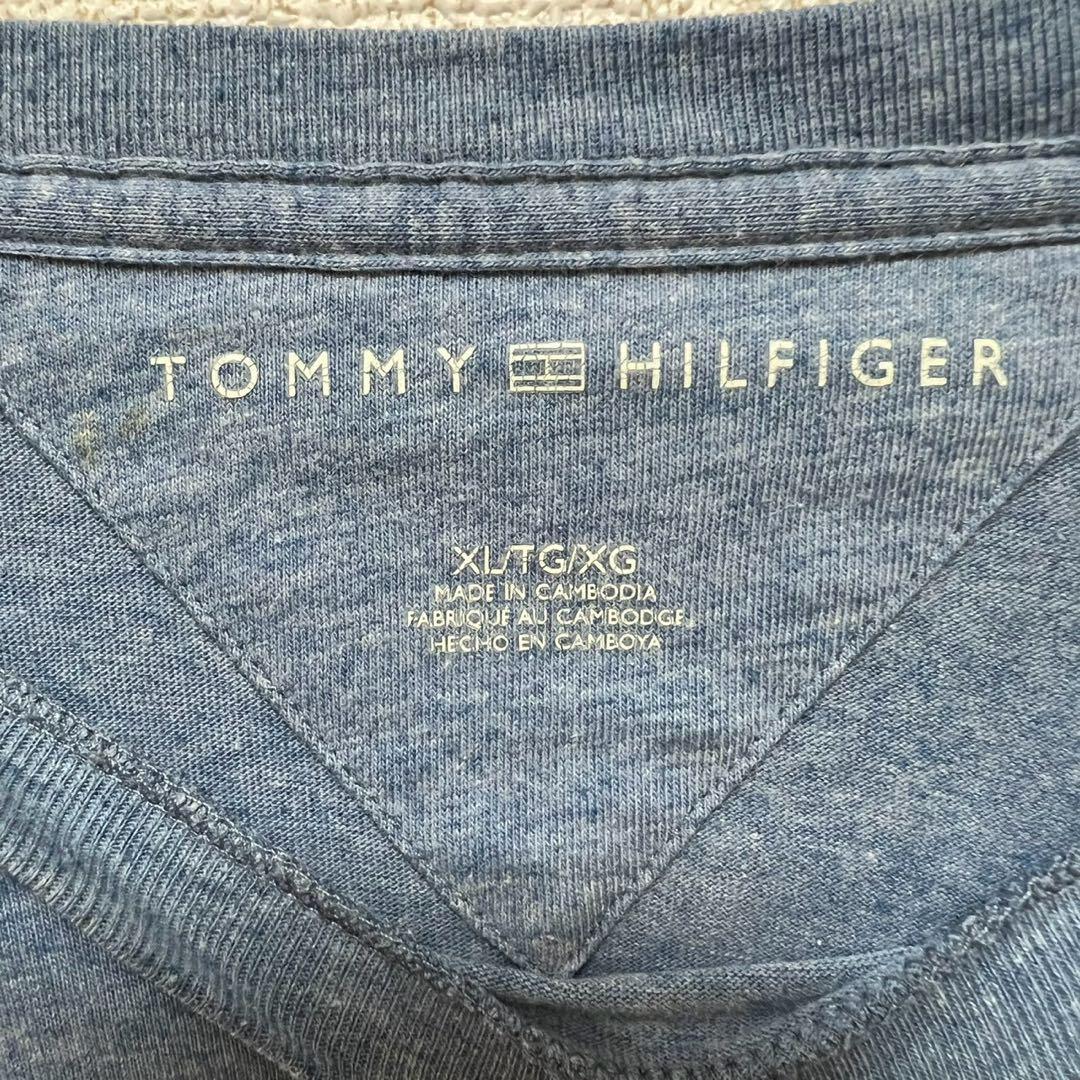 TOMMY HILFIGER
XL/TG/XG
MADE IN CAMBODIA
FABRIQUÉ AU CAMBODGE
HECHO EN CAMBOYA